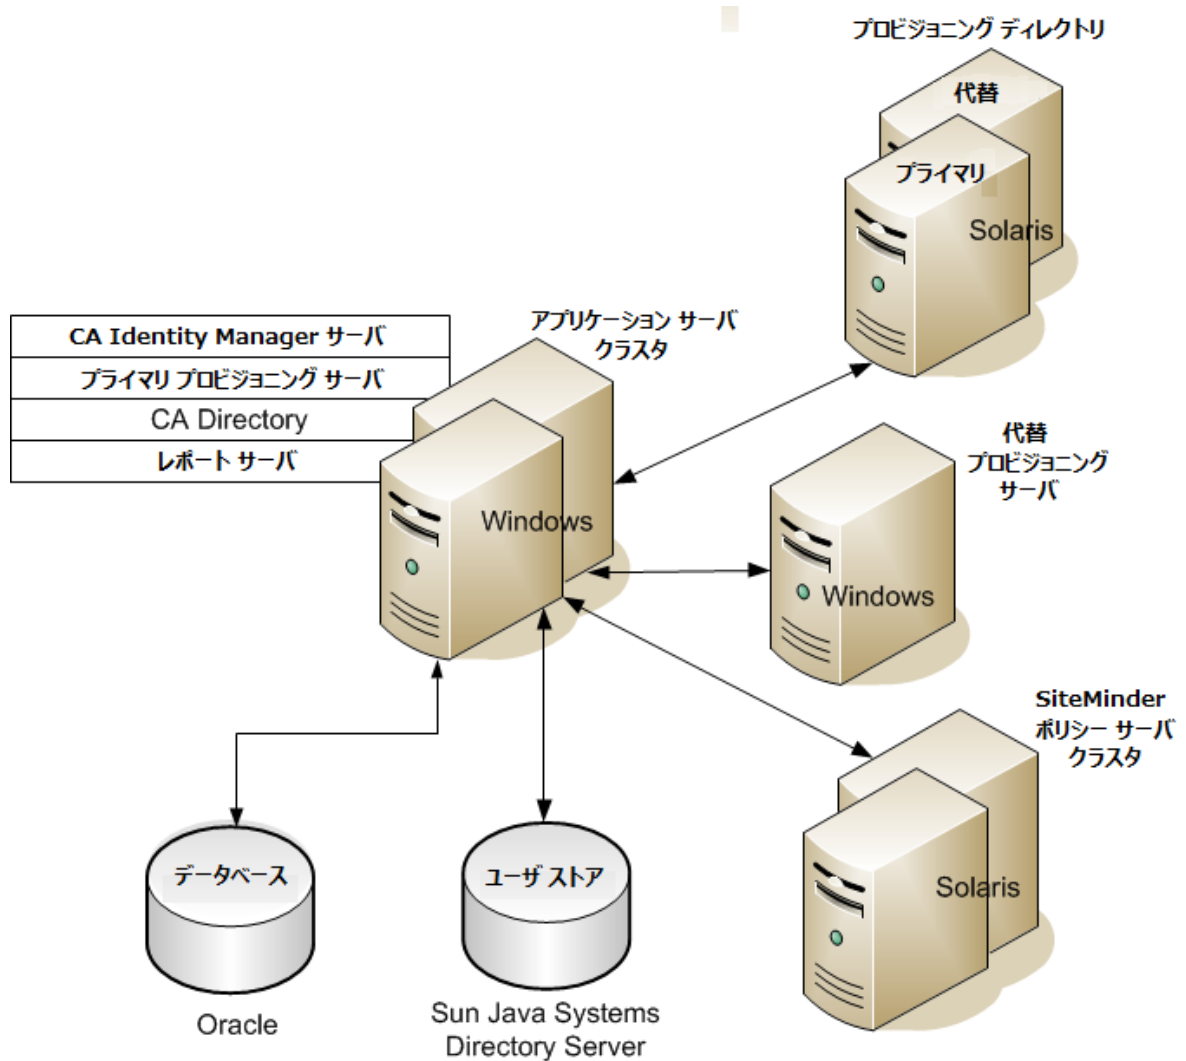 プロビジョニング ディレクトリ
代替
プライマリ
Solaris
アプリケーション サーバ
クラスタ
CA Identity Manager サーバ
プライマリ プロビジョニング サーバ
CA Directory
レポート サーバ
Windows
代替
プロビジョニング
サーバ
Windows
SiteMinder
ポリシー サーバ
クラスタ
Solaris
データベース
Oracle
ユーザ ストア
Sun Java Systems
Directory Server